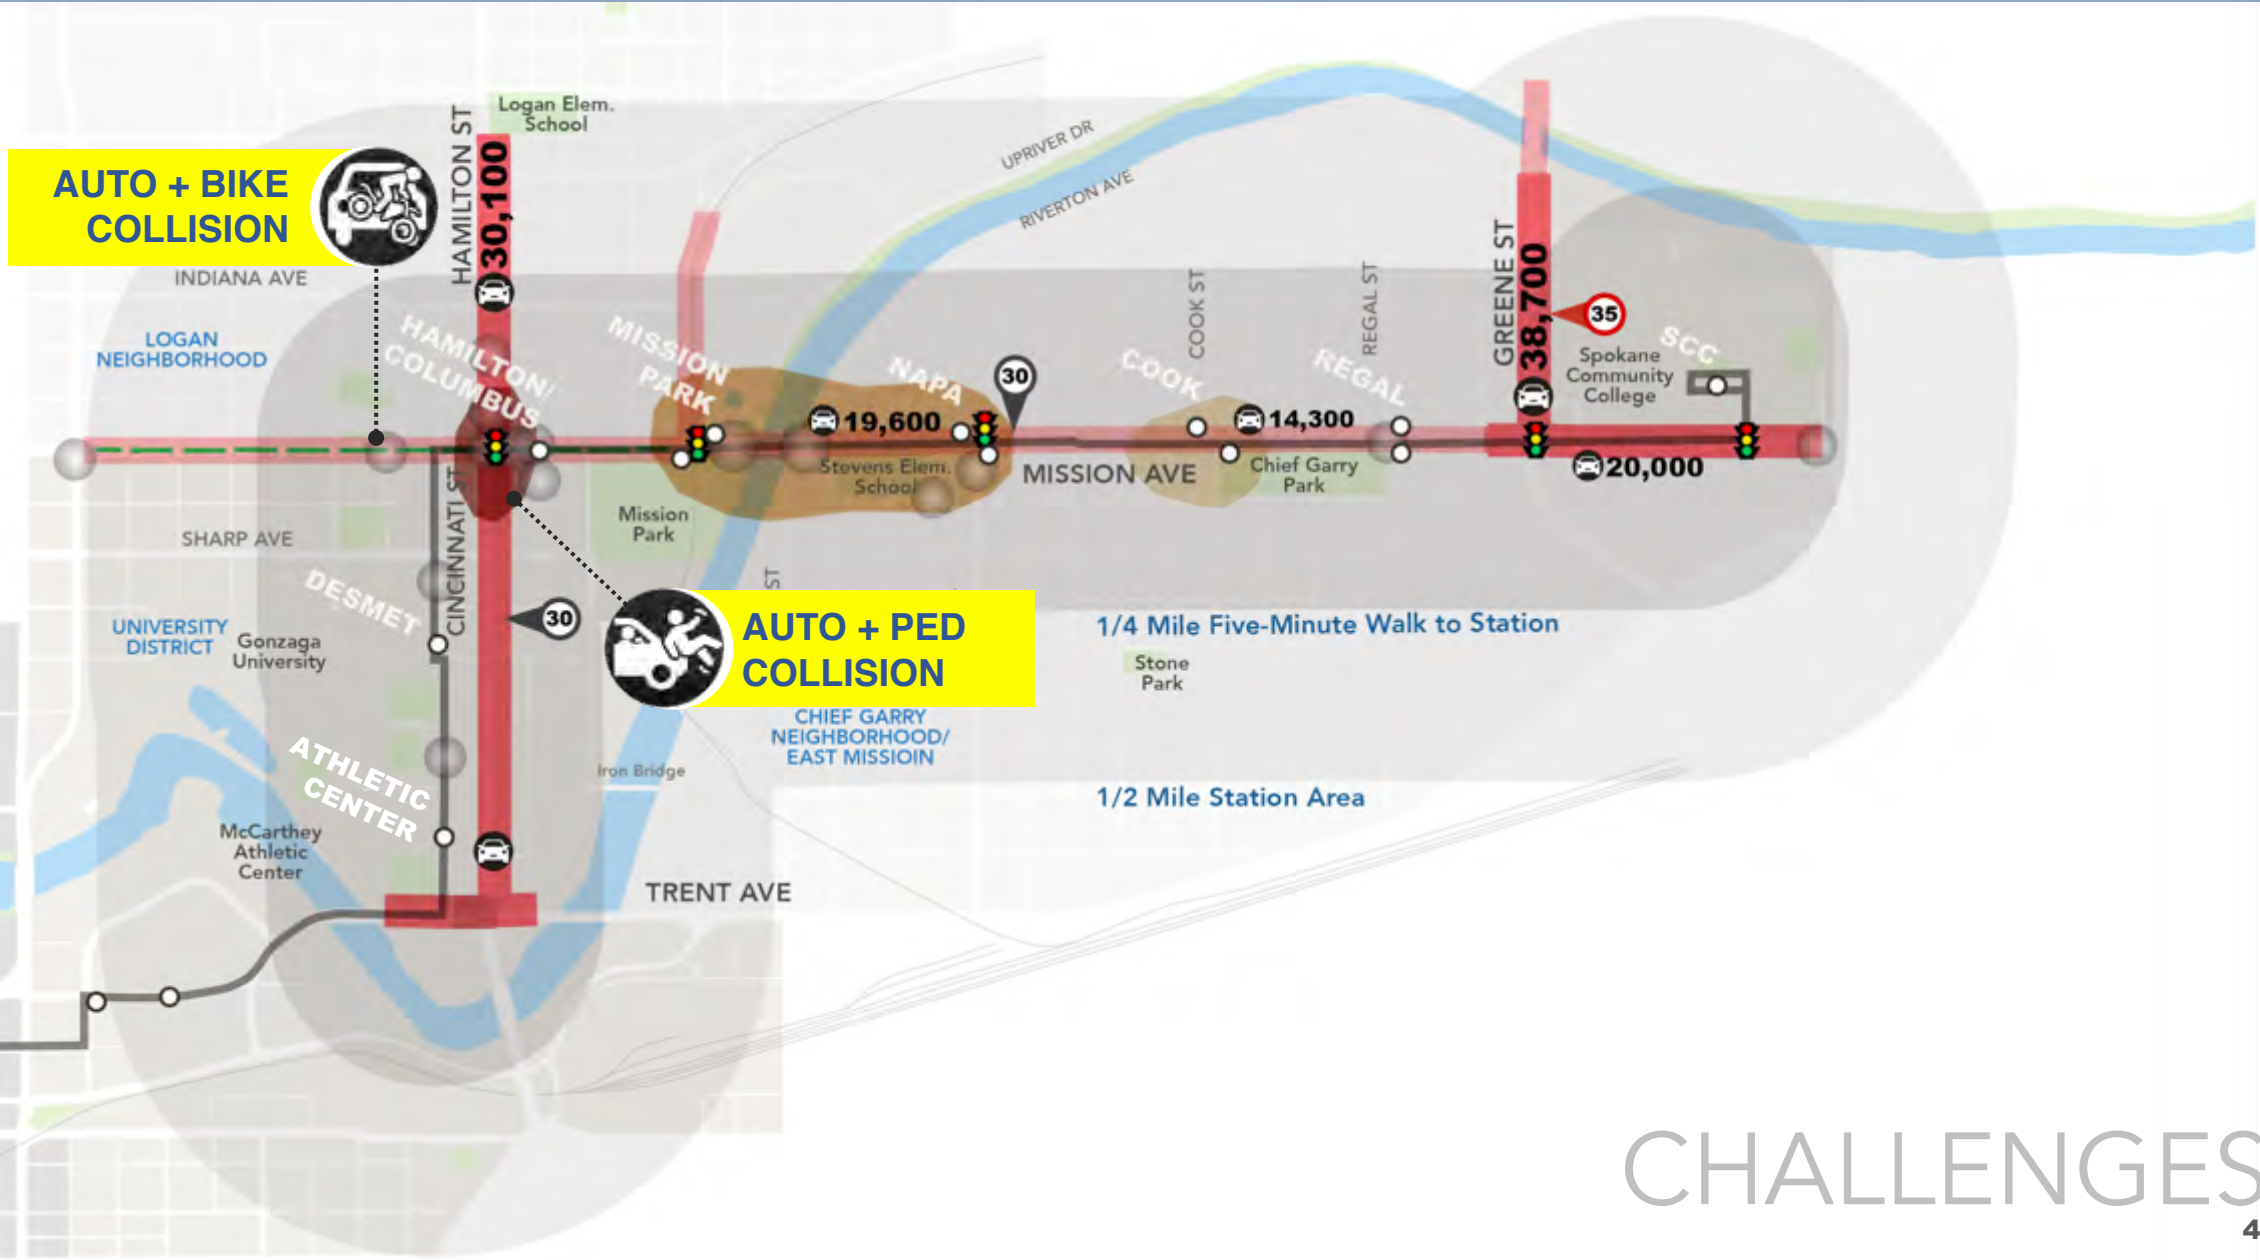 Logan Elem.
School
HAMILTON ST
30,100
AUTO + BIKE
COLLISION
INDIANA AVE
LOGAN
NEIGHBORHOOD
HAMILTON/
COLUMBUS
MISSION
PARK
UPRIVER DR
RIVERTON AVE
NAPA
30
COOK
COOK ST
REGAL
REGAL ST
GREENE ST
38,700
35
SCC
Spokane
Community
College
19,600
14,300
20,000
Stevens Elem.
School
MISSION AVE
Chief Garry
Park
Mission
Park
SHARP AVE
CINCINNATI ST
DESMET
UNIVERSITY
DISTRICT
Gonzaga
University
30
ST
AUTO + PED
COLLISION
1/4 Mile Five-Minute Walk to Station
Stone
Park
CHIEF GARRY
NEIGHBORHOOD/
EAST MISSIOIN
Iron Bridge
ATHLETIC
CENTER
1/2 Mile Station Area
McCarthey
Athletic
Center
TRENT AVE
CHALLENGES
4